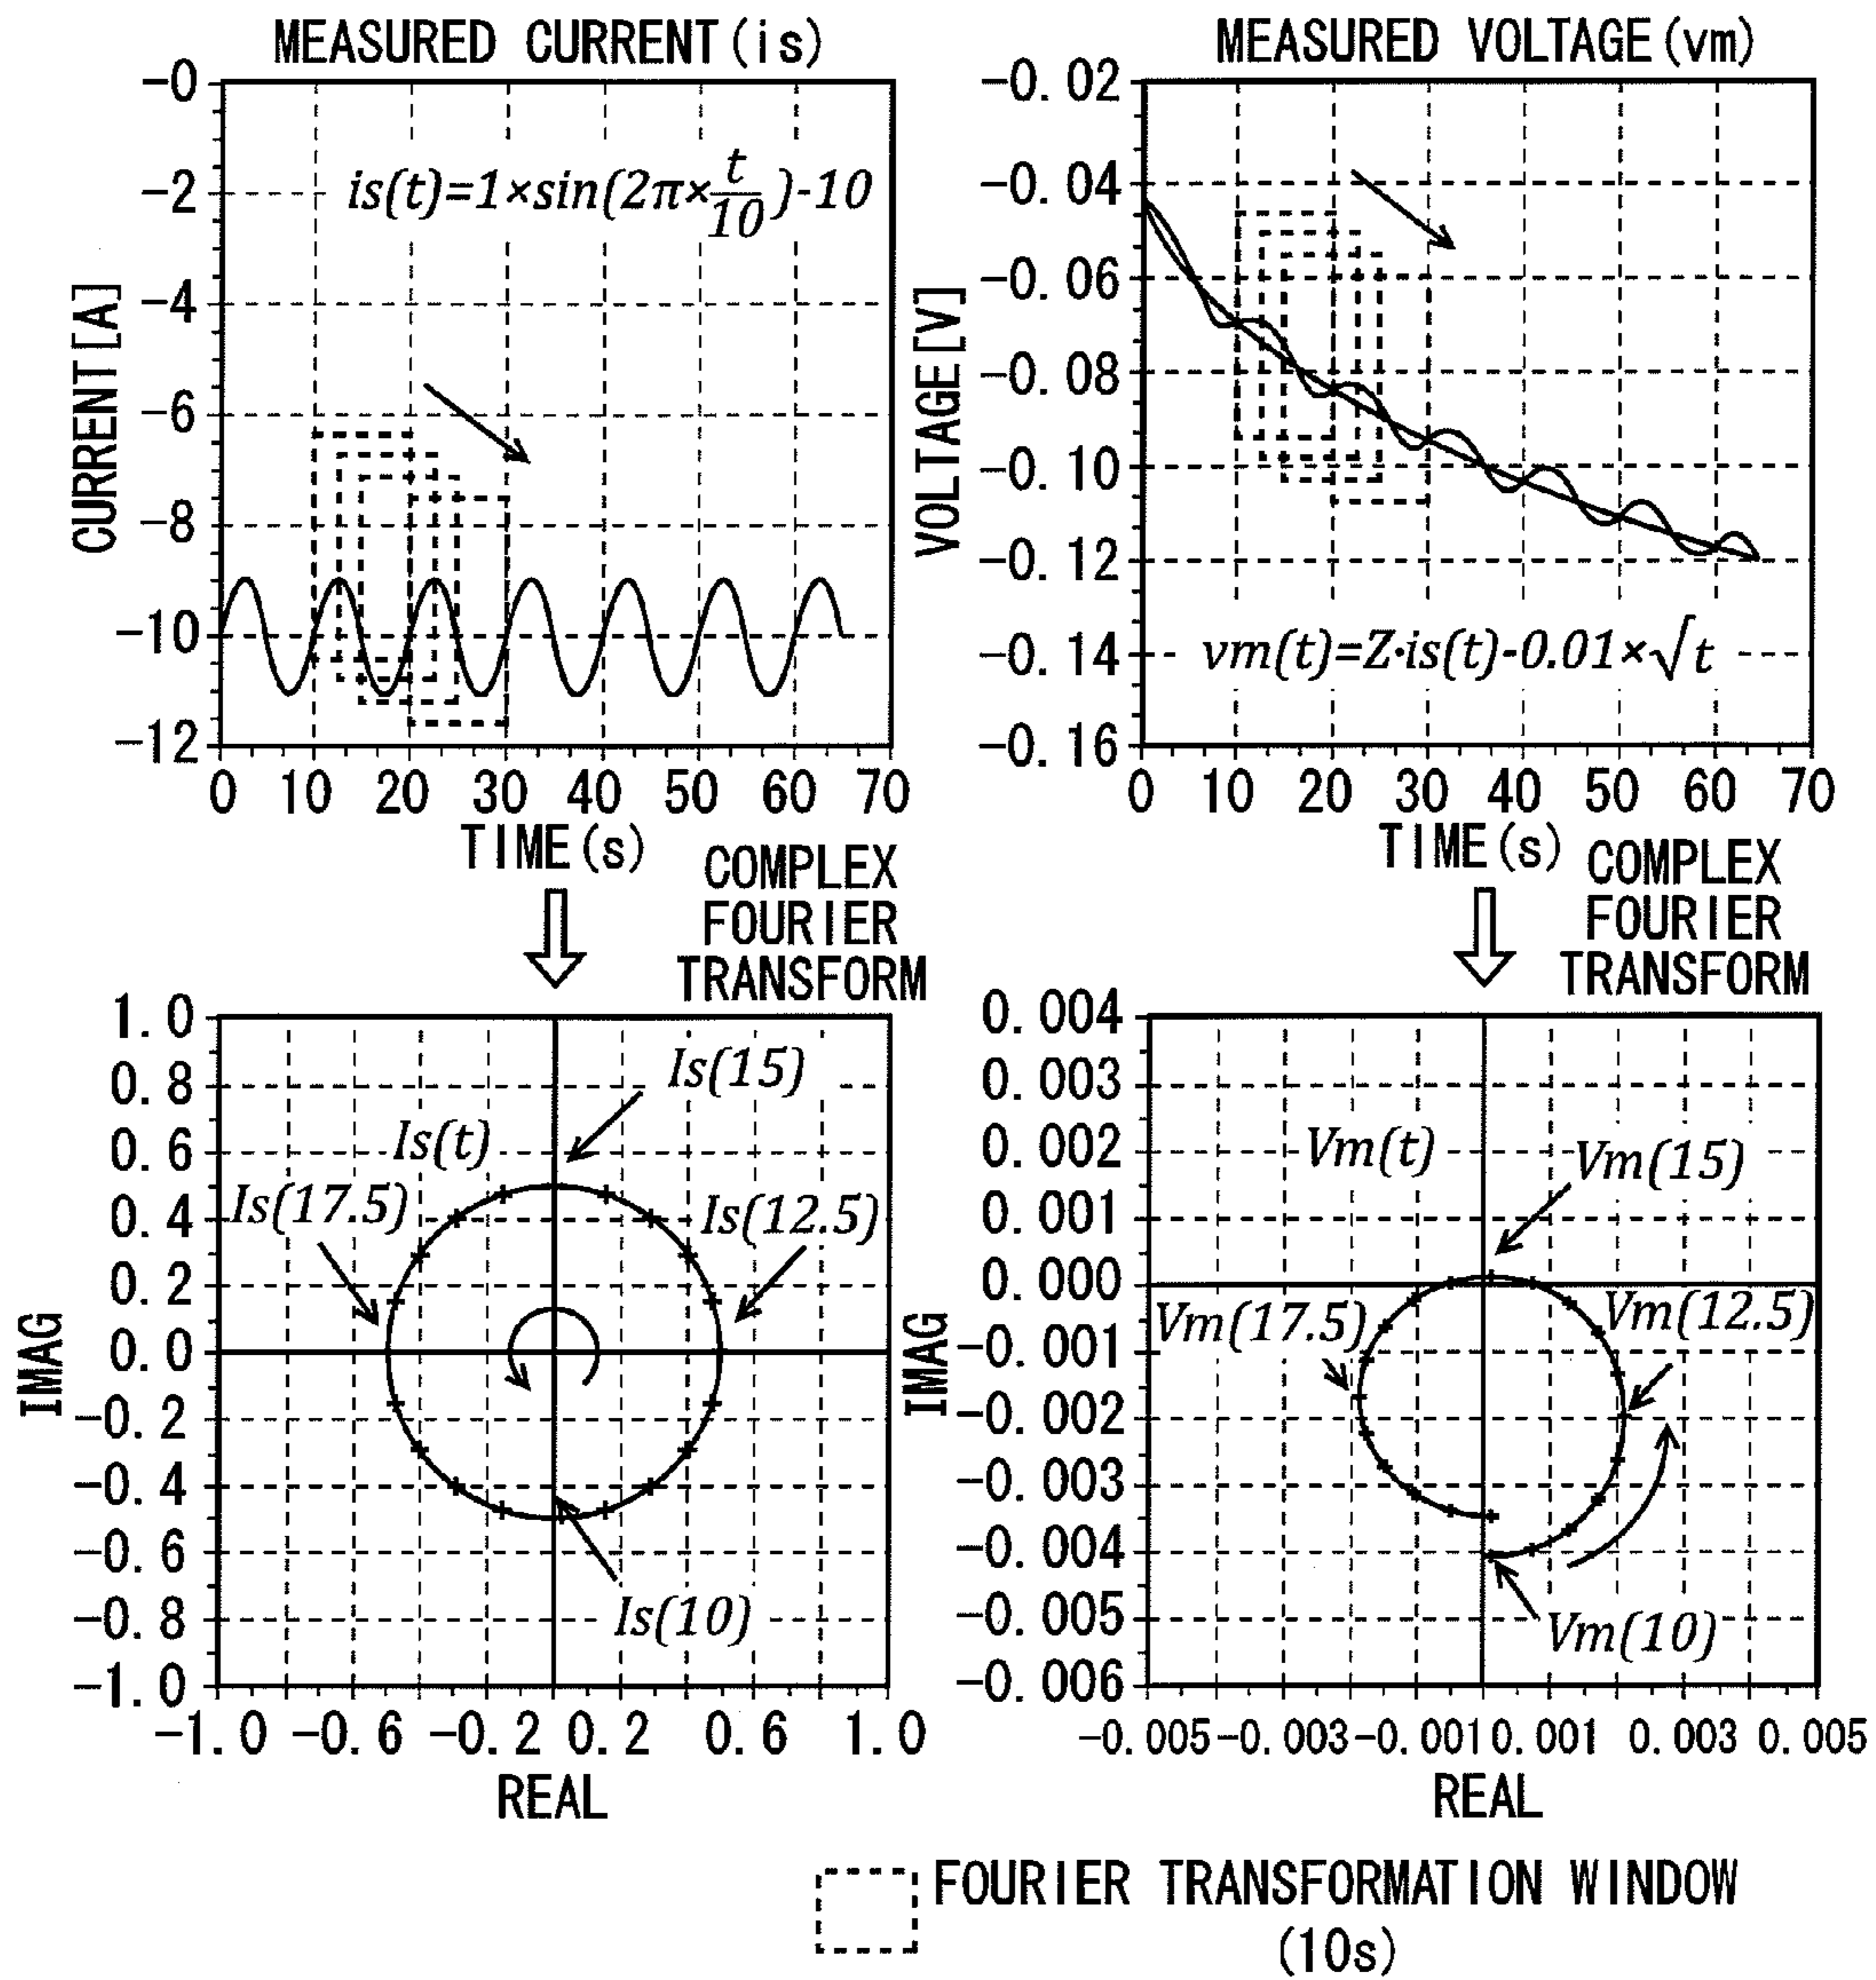 MEASURED CURRENT(is)
-0
-2
-4
-6
-8
-10
-12
CURRENT[A]
is(t)=1×sin(2π×t/10)-10
0 10 20 30 40 50 60 70
TIME(s)
MEASURED VOLTAGE(vm)
-0.02
-0.04
-0.06
-0.08
-0.10
-0.12
-0.14
-0.16
VOLTAGE[V]
vm(t)=Z·is(t)-0.01×√t
0 10 20 30 40 50 60 70
TIME(s)
COMPLEX
FOURIER
TRANSFORM
COMPLEX
FOURIER
TRANSFORM
1.0
0.8
0.6
0.4
0.2
0.0
-0.2
-0.4
-0.6
-0.8
-1.0
IMAG
Is(15)
Is(t)
Is(17.5)
Is(12.5)
Is(10)
-1.0 -0.6 -0.2 0.2 0.6 1.0
REAL
0.004
0.003
0.002
0.001
0.000
-0.001
-0.002
-0.003
-0.004
-0.005
-0.006
IMAG
Vm(t)
Vm(15)
Vm(17.5)
Vm(12.5)
Vm(10)
-0.005 -0.003 -0.001 0.001 0.003 0.005
REAL
FOURIER TRANSFORMATION WINDOW
(10s)